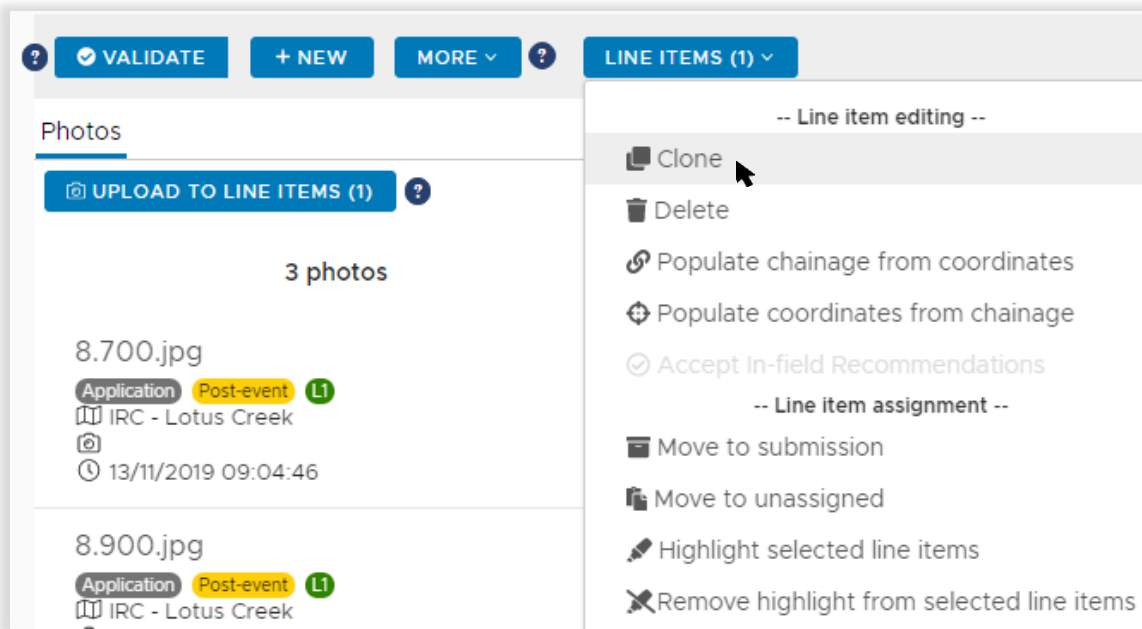 ? VALIDATE + NEW MORE ? LINE ITEMS (1)
Photos
UPLOAD TO LINE ITEMS (1) ?
3 photos
8.700.jpg
Application Post-event L1
IRC - Lotus Creek
13/11/2019 09:04:46
8.900.jpg
Application Post-event L1
IRC - Lotus Creek
-- Line item editing --
Clone
Delete
Populate chainage from coordinates
Populate coordinates from chainage
Accept In-field Recommendations
-- Line item assignment --
Move to submission
Move to unassigned
Highlight selected line items
Remove highlight from selected line items